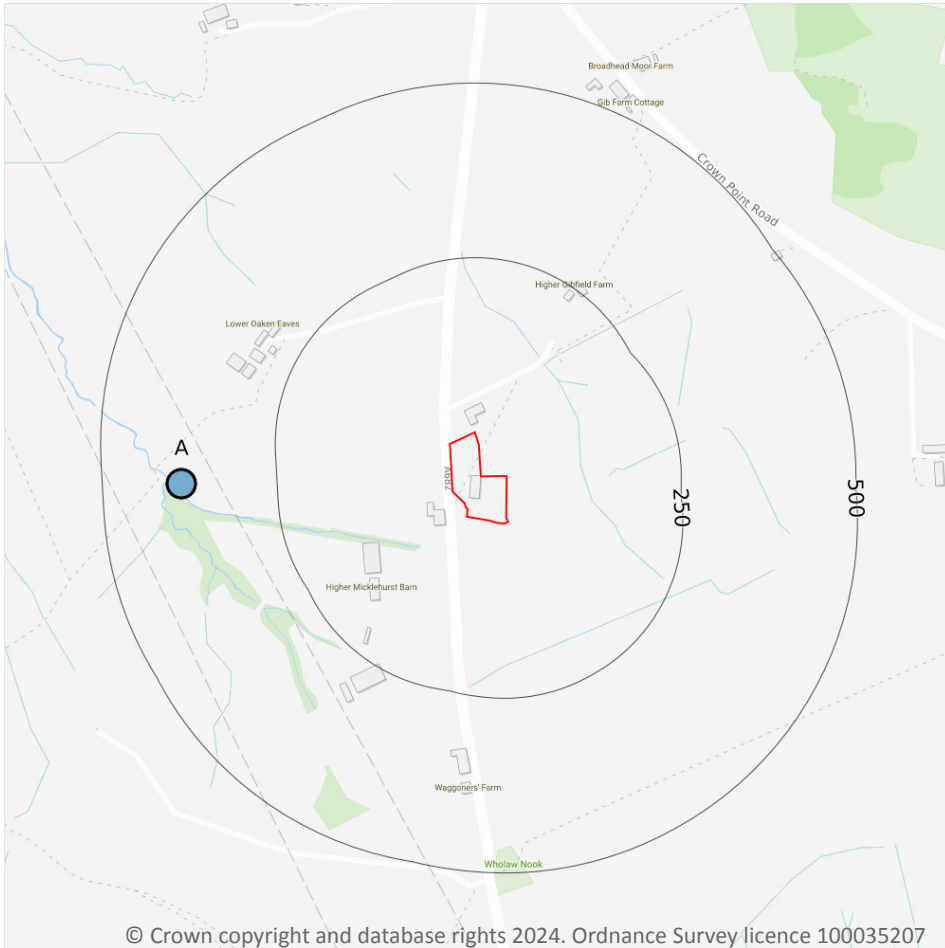 Broadhead Moor Farm
Gib Farm Cottage
Crown Point Road
Higher Gibfield Farm
Lower Oaken Eaves
A
A682
250
500
Higher Micklehurst Barn
Waggoners' Farm
Wholaw Nook
© Crown copyright and database rights 2024. Ordnance Survey licence 100035207